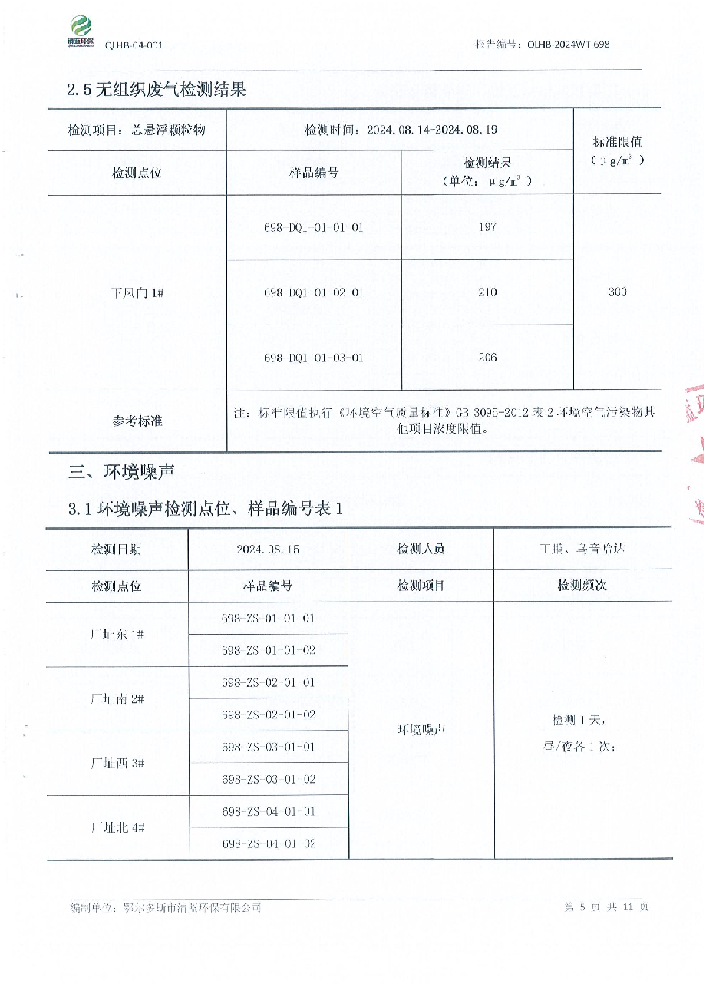 清蓝环保
QLHB-04-001
报告编号：QLHB-2024WT-698
2.5 无组织废气检测结果
检测项目：总悬浮颗粒物
检测时间：2024.08.14-2024.08.19
标准限值
（μg/m³）
检测点位
样品编号
检测结果
（单位：μg/m³）
698-DQ1-01-01-01
197
下风向 1#
698-DQ1-01-02-01
210
300
698-DQ1-01-03-01
206
参考标准
注：标准限值执行《环境空气质量标准》GB 3095-2012 表 2 环境空气污染物其
他项目浓度限值。
三、环境噪声
3.1 环境噪声检测点位、样品编号表 1
检测日期
2024.08.15
检测人员
王鹏、乌音哈达
检测点位
样品编号
检测项目
检测频次
厂址东 1#
698-ZS-01-01-01
698-ZS-01-01-02
厂址南 2#
698-ZS-02-01-01
698-ZS-02-01-02
厂址西 3#
698-ZS-03-01-01
698-ZS-03-01-02
厂址北 4#
698-ZS-04-01-01
698-ZS-04-01-02
环境噪声
检测 1 天，
昼/夜各 1 次；
编制单位：鄂尔多斯市清蓝环保有限公司
第 5 页 共 11 页